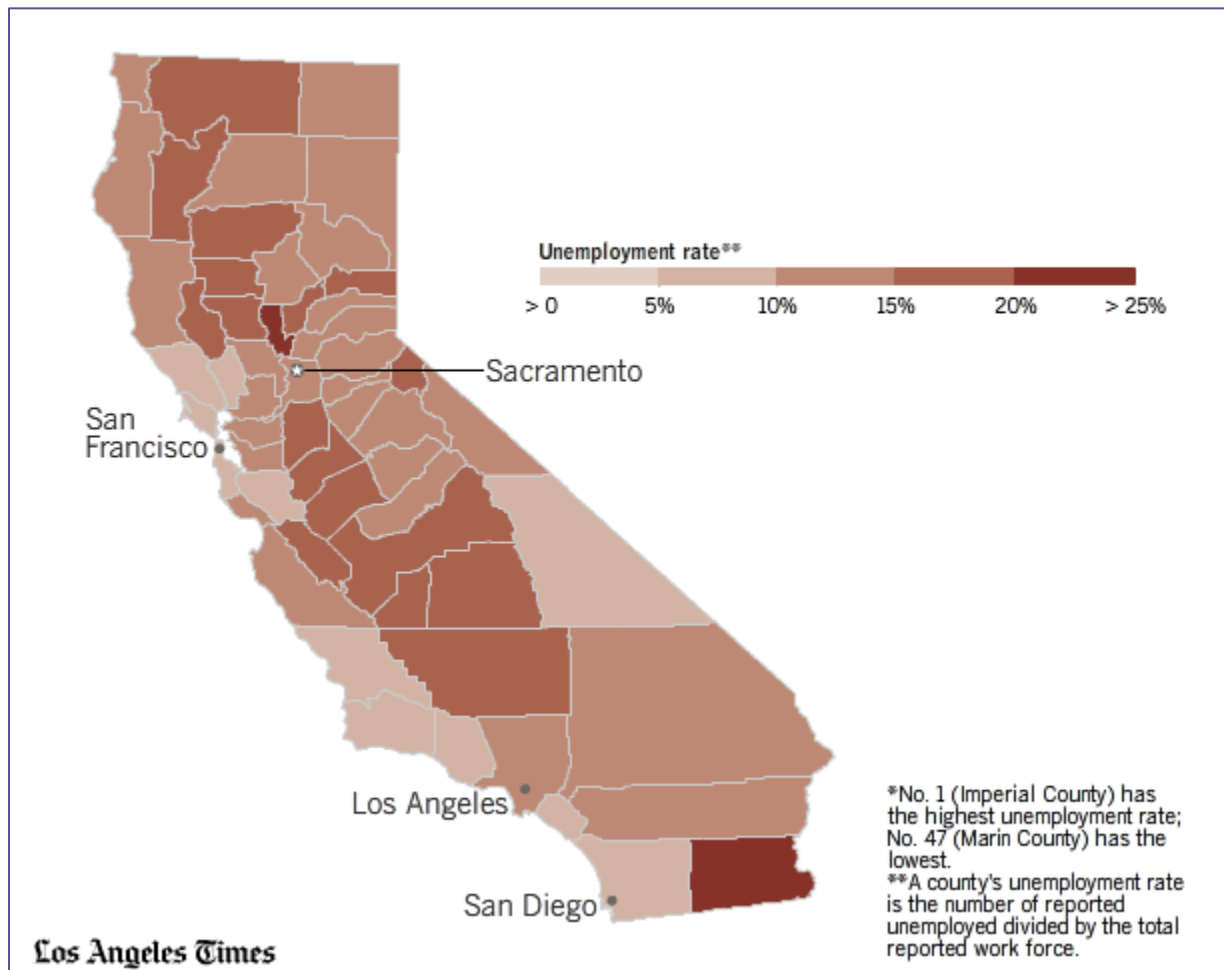 Unemployment rate**
> 0 5% 10% 15% 20% > 25%
Sacramento
San
Francisco
Los Angeles
San Diego
*No. 1 (Imperial County) has
the highest unemployment rate;
No. 47 (Marin County) has the
lowest.
**A county's unemployment rate
is the number of reported
unemployed divided by the total
reported work force.
Los Angeles Times